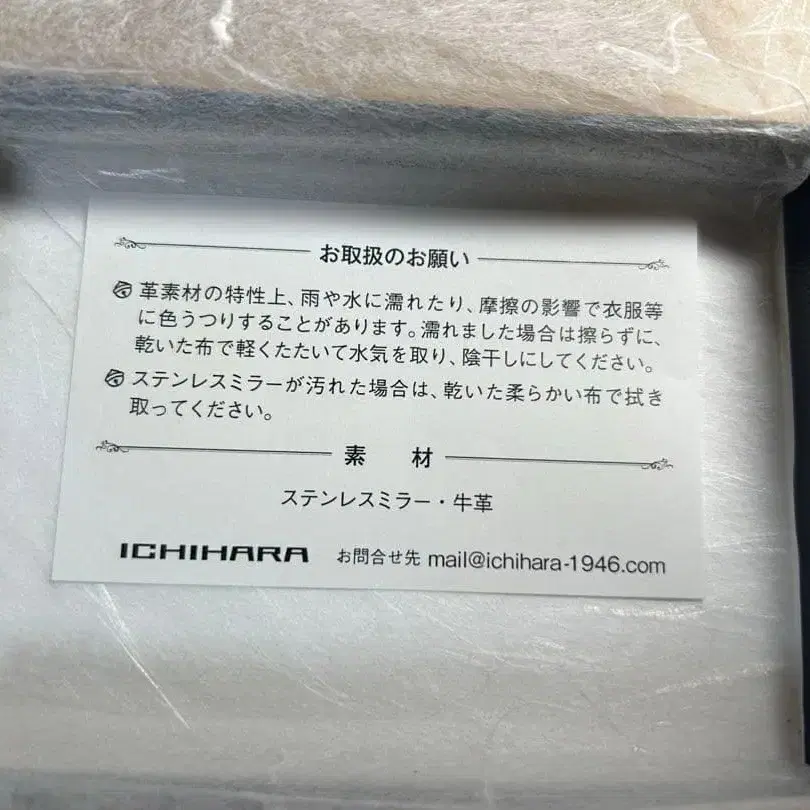 お取扱のお願い
革素材の特性上、雨や水に濡れたり、摩擦の影響で衣服等
に色うつりすることがあります。濡れました場合は擦らずに、
乾いた布で軽くたたいて水気を取り、陰干しにしてください。
ステンレスミラーが汚れた場合は、乾いた柔らかい布で拭き
取ってください。
素 材
ステンレスミラー・牛革
ICHIHARA お問合せ先 mail@ichihara-1946.com